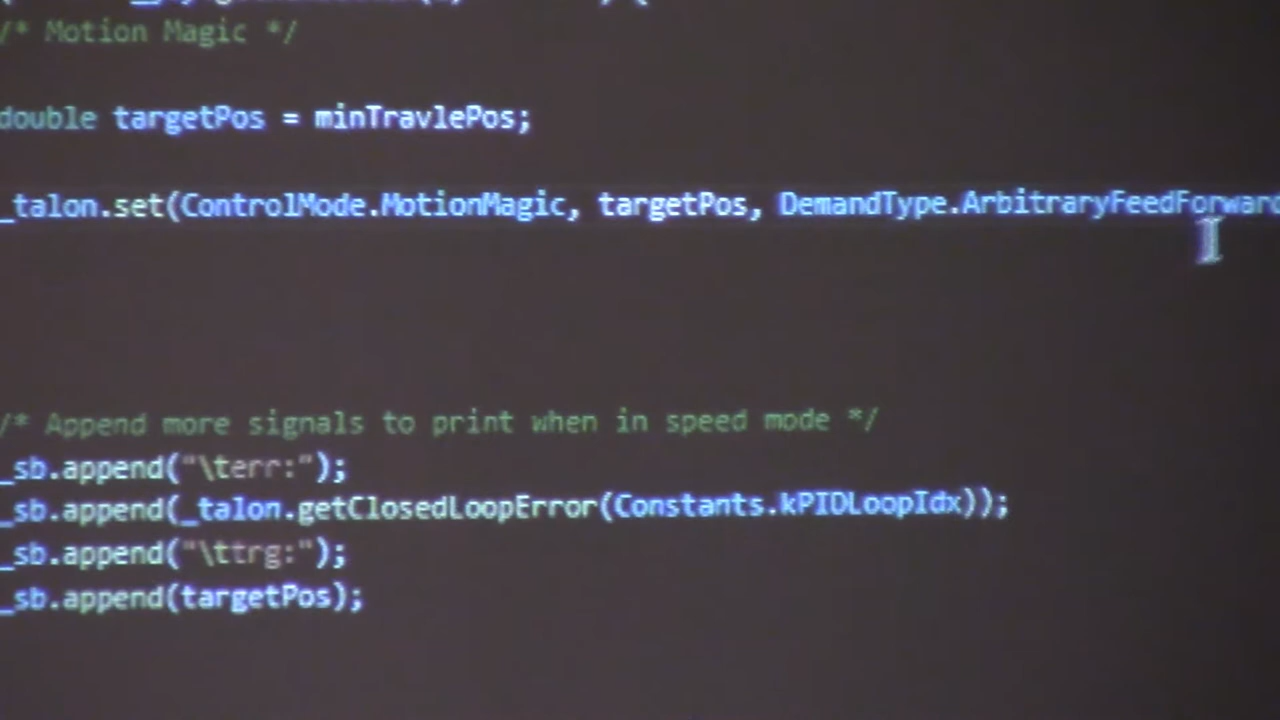 /* Motion Magic */
double targetPos = minTravlePos;
_talon.set(ControlMode.MotionMagic, targetPos, DemandType.ArbitraryFeedForward
/* Append more signals to print when in speed mode */
_sb.append("\terr:");
_sb.append(_talon.getClosedLoopError(Constants.kPIDLoopIdx));
_sb.append("\ttrg:");
_sb.append(targetPos);